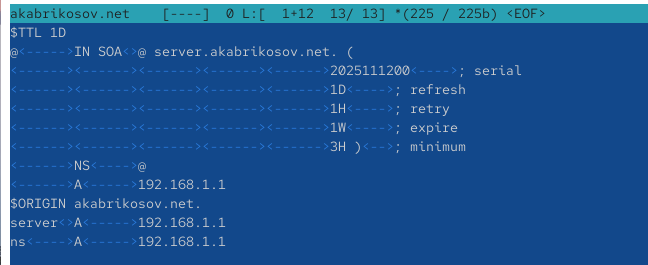 akabrikosov.net    [----]  0 L:[  1+12  13/ 13] *(225 / 225b) <EOF>
$TTL 1D
@<------>IN SOA<>@ server.akabrikosov.net. (
<------><------><------><------><------>2025111200<---->; serial
<------><------><------><------><------>1D<---->; refresh
<------><------><------><------><------>1H<---->; retry
<------><------><------><------><------>1W<---->; expire
<------><------><------><------><------>3H )<-->; minimum
<------>NS<---->@
<------>A<----->192.168.1.1
$ORIGIN akabrikosov.net.
server<>A<----->192.168.1.1
ns<---->A<----->192.168.1.1